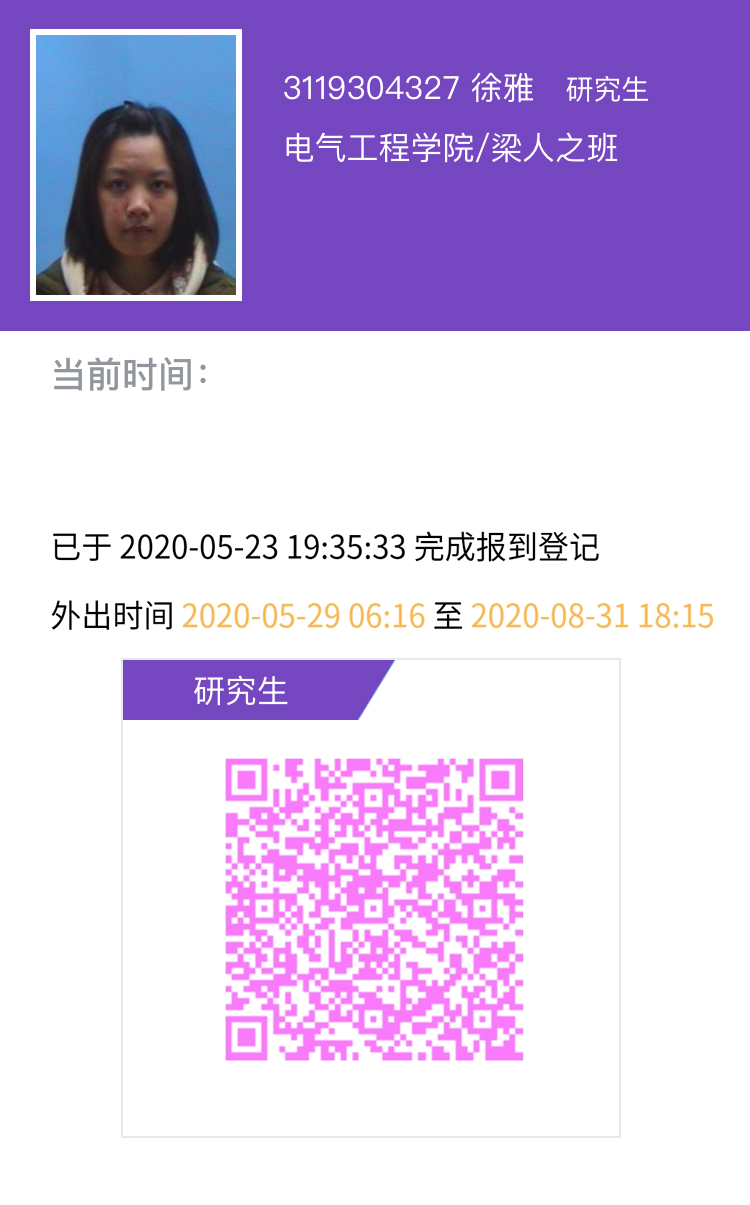 3119304327 徐雅 研究生
电气工程学院/梁人之班
当前时间：
已于 2020-05-23 19:35:33 完成报到登记
外出时间 2020-05-29 06:16 至 2020-08-31 18:15
研究生